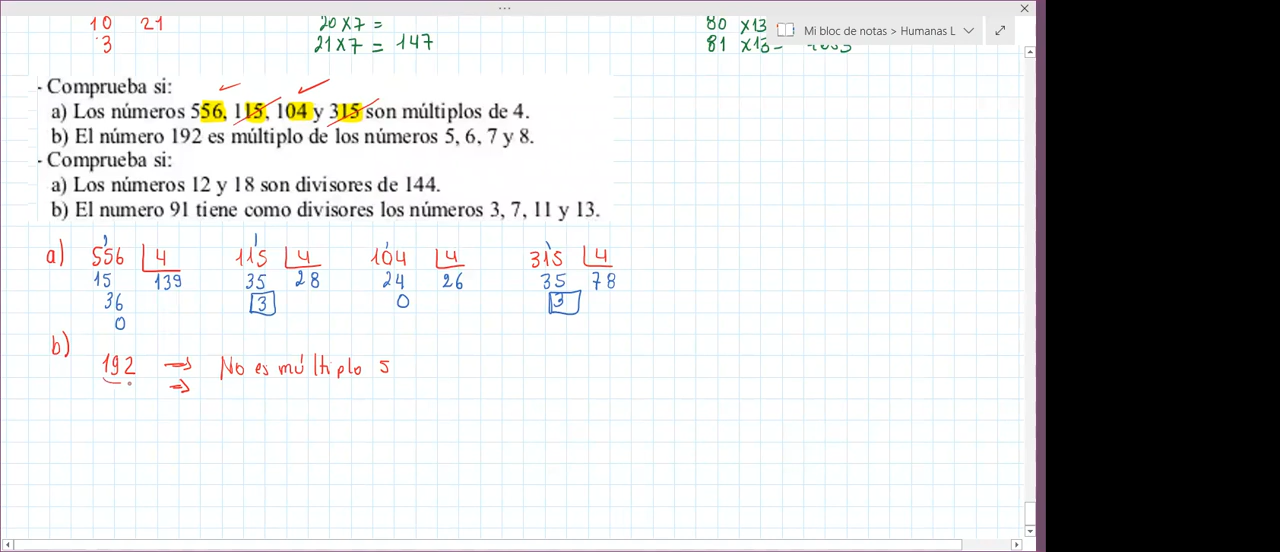 10 21
3
20 x 7 =
21 x 7 = 147
80 x 13
81 x 13 =
Mi bloc de notas > Humanas L
- Comprueba si:
a) Los números 556, 115, 104 y 315 son múltiplos de 4.
b) El número 192 es múltiplo de los números 5, 6, 7 y 8.
- Comprueba si:
a) Los números 12 y 18 son divisores de 144.
b) El numero 91 tiene como divisores los números 3, 7, 11 y 13.
a) 556 4 115 4 104 4 315 4
15 139 35 28 24 26 35 78
36 3 0 3
0
b)
192 ⇒ No es múltiplo 5
⇒